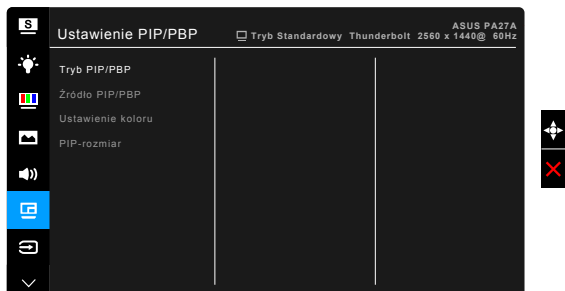 S
ASUS PA27A
Ustawienie PIP/PBP
Tryb Standardowy Thunderbolt 2560 x 1440@ 60Hz
Tryb PIP/PBP
Źródło PIP/PBP
Ustawienie koloru
PIP-rozmiar